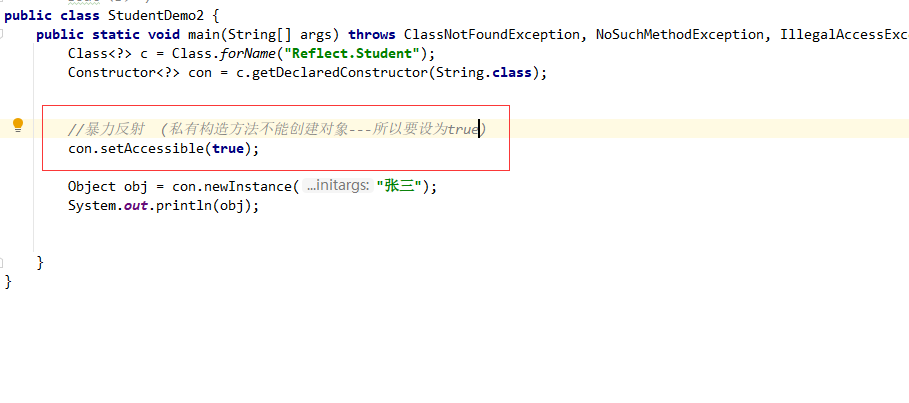 public class StudentDemo2 {
public static void main(String[] args) throws ClassNotFoundException, NoSuchMethodException, IllegalAccessExc
Class<?> c = Class.forName("Reflect.Student");
Constructor<?> con = c.getDeclaredConstructor(String.class);
//暴力反射 (私有构造方法不能创建对象---所以要设为true)
con.setAccessible(true);
Object obj = con.newInstance( ...initargs: "张三");
System.out.println(obj);
}
}